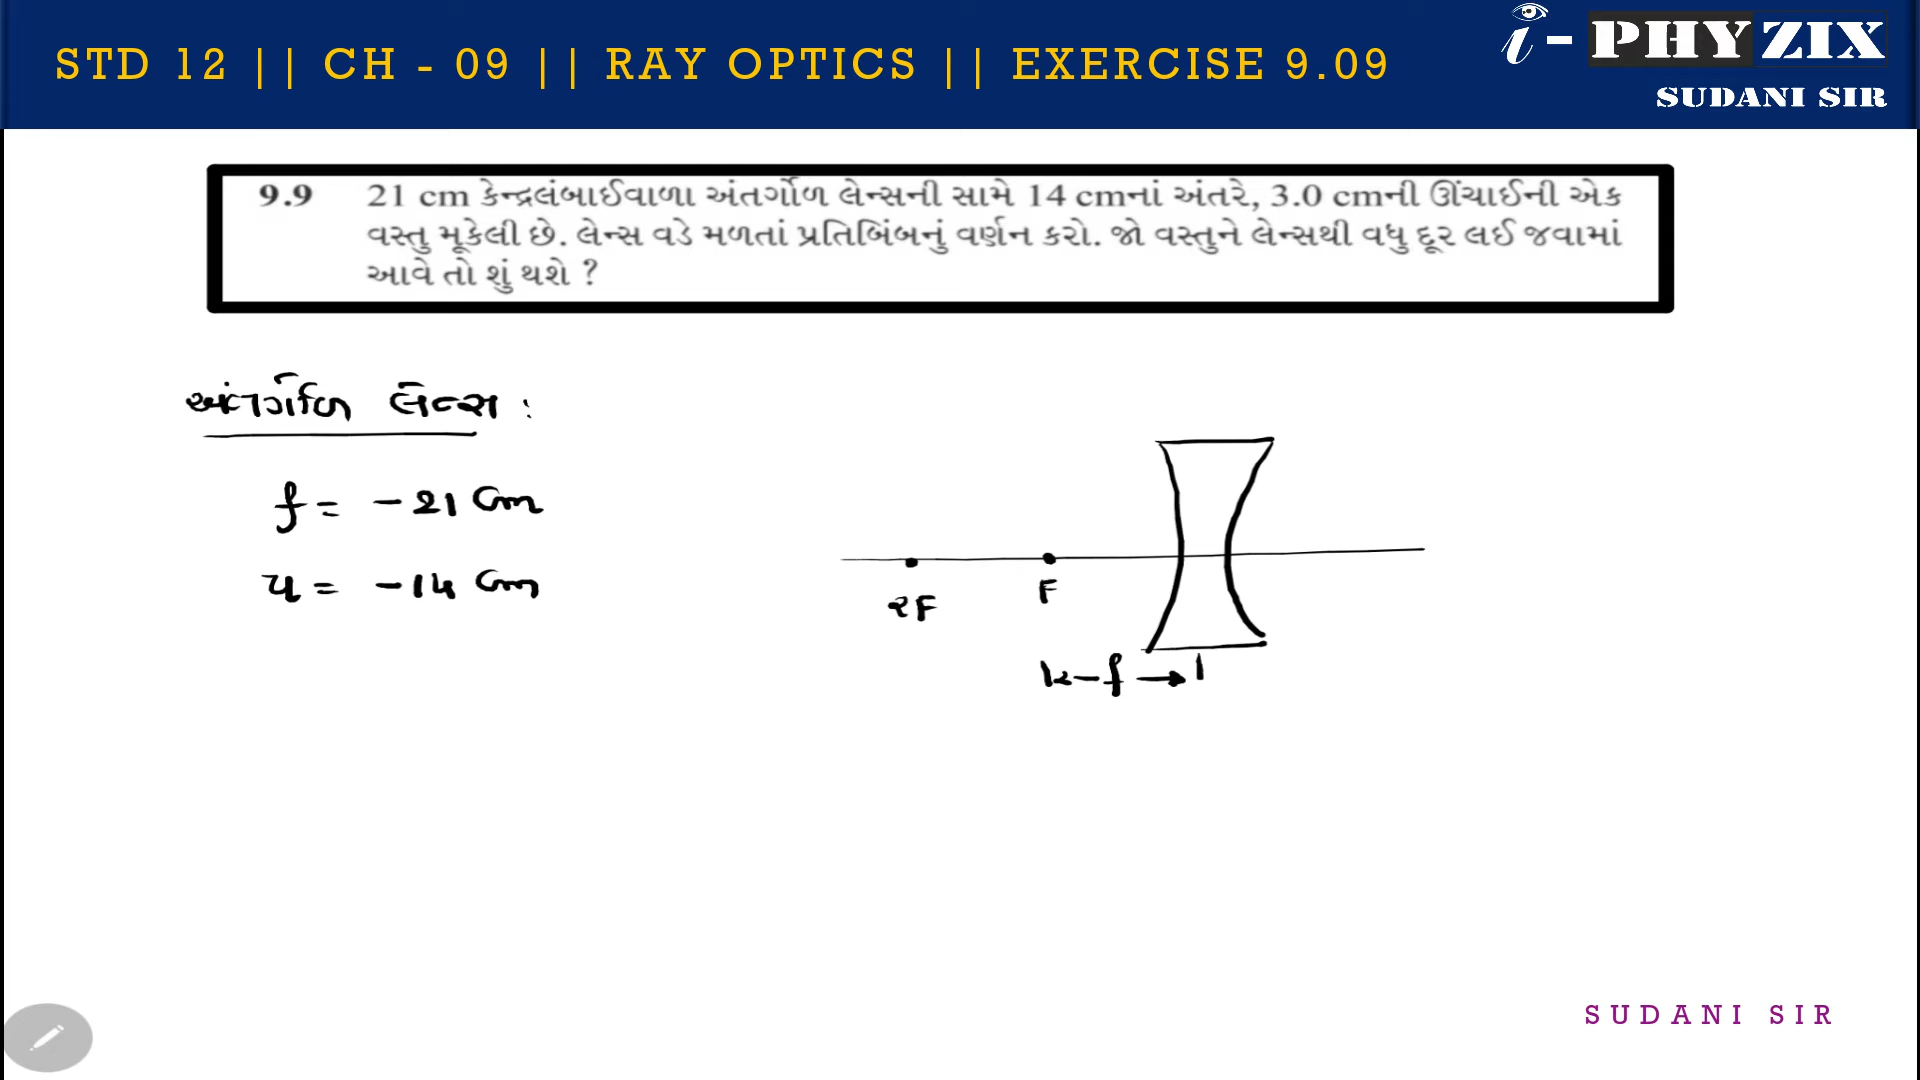 STD 12 || CH - 09 || RAY OPTICS || EXERCISE 9.09
i-PHYZIX
SUDANI SIR
9.9 21 cm કેન્દ્રલંબાઈવાળા અંતર્ગોળ લેન્સની સામે 14 cmનાં અંતરે, 3.0 cmની ઊંચાઈની એક
વસ્તુ મૂકેલી છે. લેન્સ વડે મળતાં પ્રતિબિંબનું વર્ણન કરો. જો વસ્તુને લેન્સથી વધુ દૂર લઈ જવામાં
આવે તો શું થશે ?
અંતર્ગોળ લેન્સ :
f = -21 cm
u = -14 cm
2F
F
f
SUDANI SIR